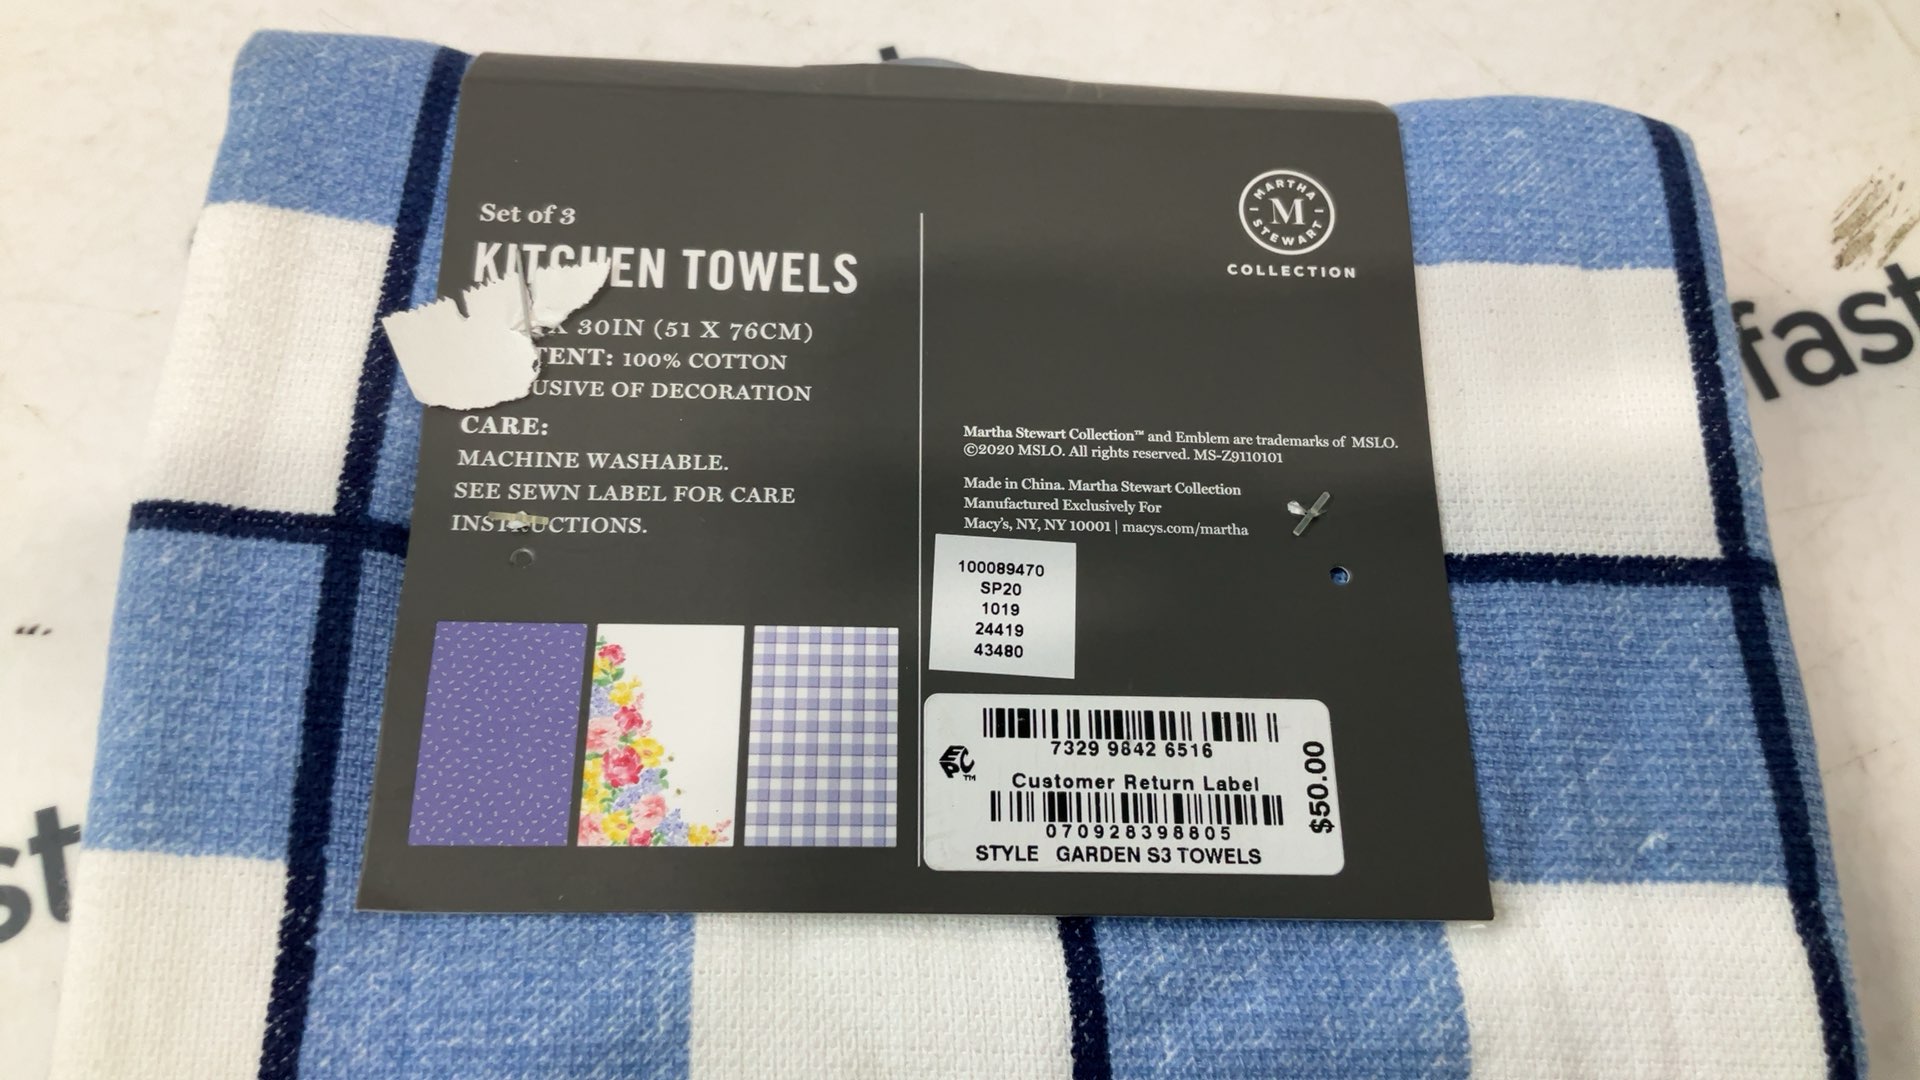 Set of 3
KITCHEN TOWELS
X 30IN (51 X 76CM)
TENT: 100% COTTON
USIVE OF DECORATION
CARE:
MACHINE WASHABLE.
SEE SEWN LABEL FOR CARE
INSTRUCTIONS.
MARTHA
M
STEWART
COLLECTION
Martha Stewart Collection™ and Emblem are trademarks of MSLO.
©2020 MSLO. All rights reserved. MS-Z9110101
Made in China. Martha Stewart Collection
Manufactured Exclusively For
Macy's, NY, NY 10001 | macys.com/martha
100089470
SP20
1019
24419
43480
7329 9842 6516
Customer Return Label
070928398805
STYLE GARDEN S3 TOWELS
$50.00
fast
st